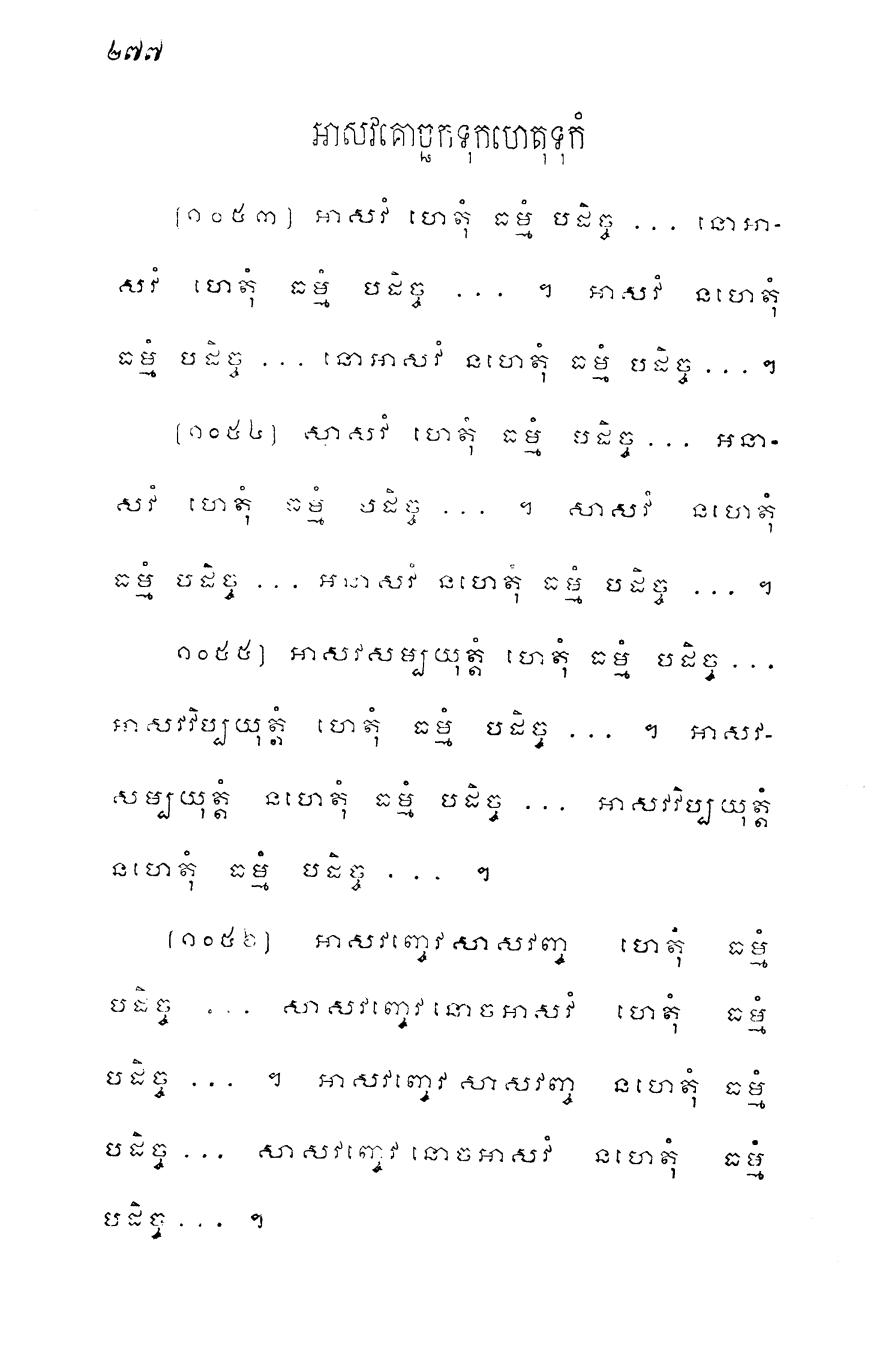 ២៧៧
អាសវគោច្ឆកទុកហេតុទុកំ
[១០៥៣] អាសវំ ហេតុំ ធម្មំ បដិច្ច ... នោអា-
សវំ ហេតុំ ធម្មំ បដិច្ច ... ។ អាសវំ នហេតុំ
ធម្មំ បដិច្ច ... នោអាសវំ នហេតុំ ធម្មំ បដិច្ច ... ។
[១០៥៤] សាសវំ ហេតុំ ធម្មំ បដិច្ច ... អនា-
សវំ ហេតុំ ធម្មំ បដិច្ច ... ។ សាសវំ នហេតុំ
ធម្មំ បដិច្ច ... អនាសវំ នហេតុំ ធម្មំ បដិច្ច ... ។
១០៥៥] អាសវសម្បយុត្តំ ហេតុំ ធម្មំ បដិច្ច ...
អាសវវិប្បយុត្តំ ហេតុំ ធម្មំ បដិច្ច ... ។ អាសវ-
សម្បយុត្តំ នហេតុំ ធម្មំ បដិច្ច ... អាសវវិប្បយុត្តំ
នហេតុំ ធម្មំ បដិច្ច ... ។
[១០៥៦] អាសវញ្ចេវសាសវញ្ច ហេតុំ ធម្មំ
បដិច្ច ... សាសវញ្ចេវនោចអាសវំ ហេតុំ ធម្មំ
បដិច្ច ... ។ អាសវញ្ចេវសាសវញ្ច នហេតុំ ធម្មំ
បដិច្ច ... សាសវញ្ចេវនោចអាសវំ នហេតុំ ធម្មំ
បដិច្ច ... ។